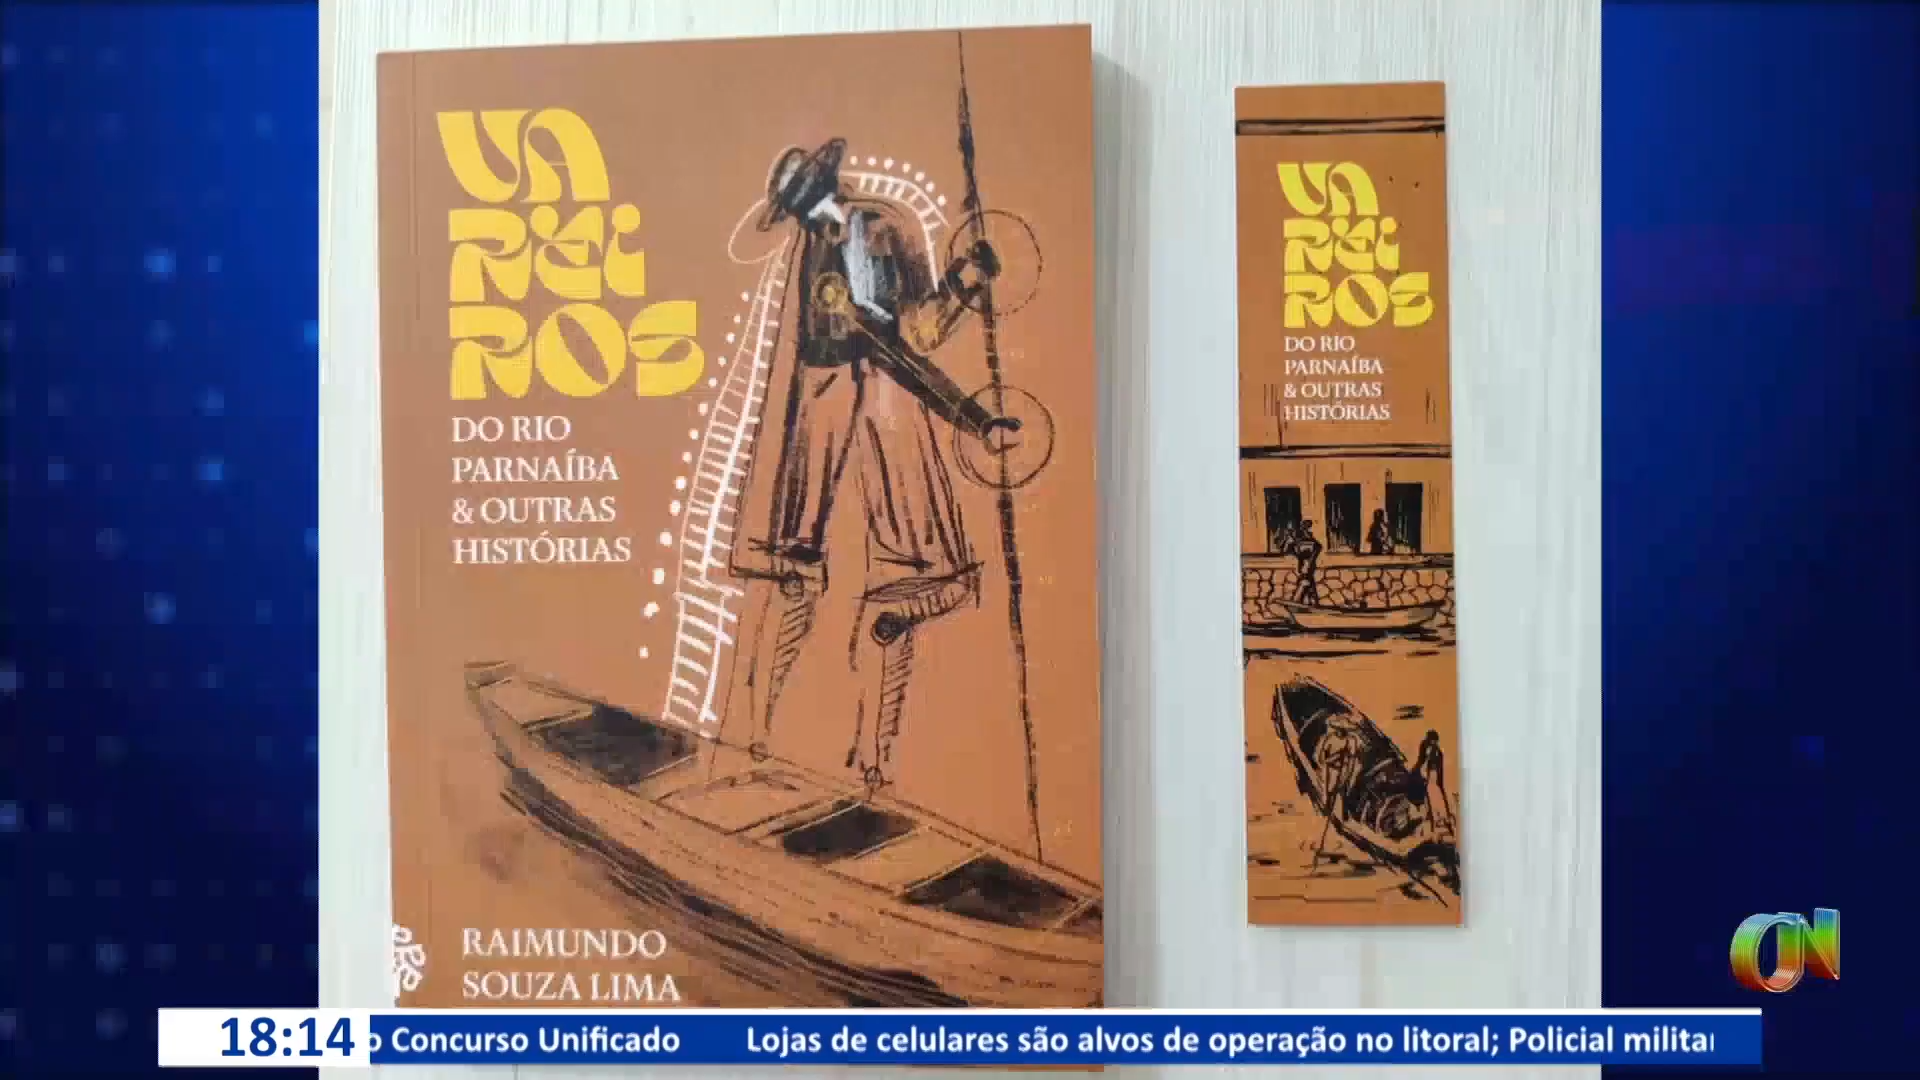 VA
REI
ROS
DO RIO
PARNAÍBA
& OUTRAS
HISTÓRIAS
RAIMUNDO
SOUZA LIMA
VA
REI
ROS
DO RIO
PARNAÍBA
& OUTRAS
HISTÓRIAS
CN
18:14 o Concurso Unificado Lojas de celulares são alvos de operação no litoral; Policial militar